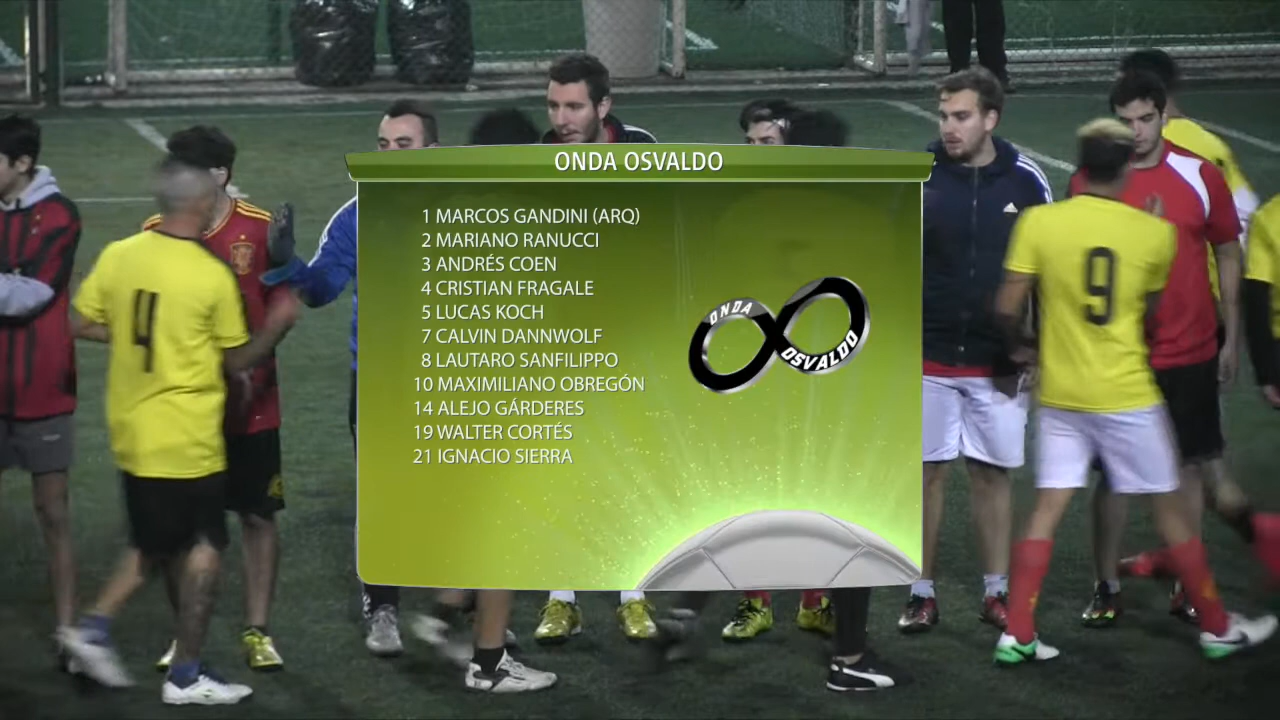 ONDA OSVALDO
1 MARCOS GANDINI (ARQ)
2 MARIANO RANUCCI
3 ANDRÉS COEN
4 CRISTIAN FRAGALE
5 LUCAS KOCH
7 CALVIN DANNWOLF
8 LAUTARO SANFILIPPO
10 MAXIMILIANO OBREGÓN
14 ALEJO GÁRDERES
19 WALTER CORTÉS
21 IGNACIO SIERRA
ONDA
OSVALDO
4
9